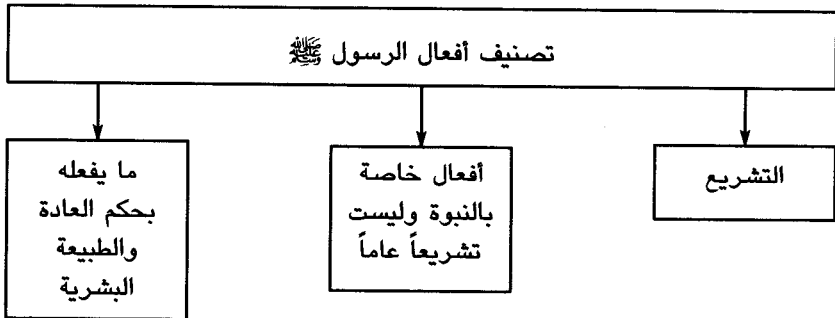 تصنيف أفعال الرسول ﷺ
التشريع
أفعال خاصة
بالنبوة وليست
تشريعاً عاماً
ما يفعله
بحكم العادة
والطبيعة
البشرية